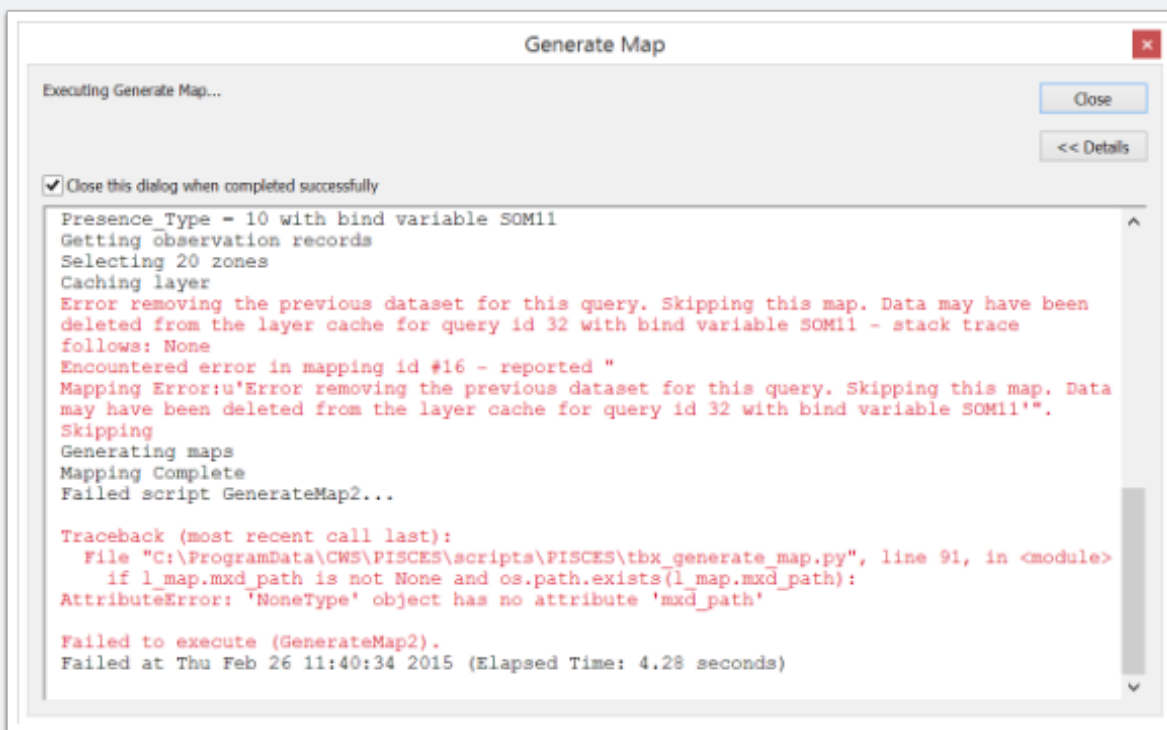 Generate Map
Executing Generate Map...
Close
<< Details
Close this dialog when completed successfully
Presence_Type = 10 with bind variable SOM11
Getting observation records
Selecting 20 zones
Caching layer
Error removing the previous dataset for this query. Skipping this map. Data may have been
deleted from the layer cache for query id 32 with bind variable SOM11 - stack trace
follows: None
Encountered error in mapping id #16 - reported "
Mapping Error:u'Error removing the previous dataset for this query. Skipping this map. Data
may have been deleted from the layer cache for query id 32 with bind variable SOM11'".
Skipping
Generating maps
Mapping Complete
Failed script GenerateMap2...
Traceback (most recent call last):
File "C:\ProgramData\CWS\PISCES\scripts\PISCES\tbx_generate_map.py", line 91, in <module>
if l_map.mxd_path is not None and os.path.exists(l_map.mxd_path):
AttributeError: 'NoneType' object has no attribute 'mxd_path'
Failed to execute (GenerateMap2).
Failed at Thu Feb 26 11:40:34 2015 (Elapsed Time: 4.28 seconds)